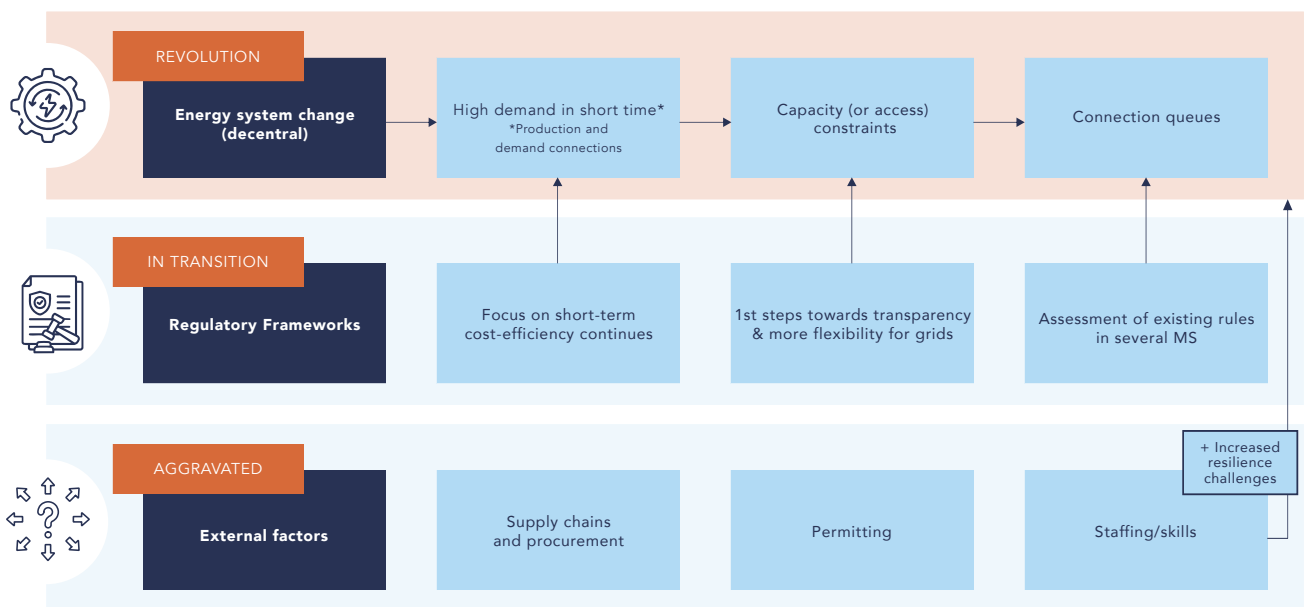 REVOLUTION
Energy system change
(decentral)
High demand in short time*
*Production and
demand connections
Capacity (or access)
constraints
Connection queues
IN TRANSITION
Regulatory Frameworks
Focus on short-term
cost-efficiency continues
1st steps towards transparency
& more flexibility for grids
Assessment of existing rules
in several MS
AGGRAVATED
External factors
Supply chains
and procurement
Permitting
Staffing/skills
+ Increased
resilience
challenges